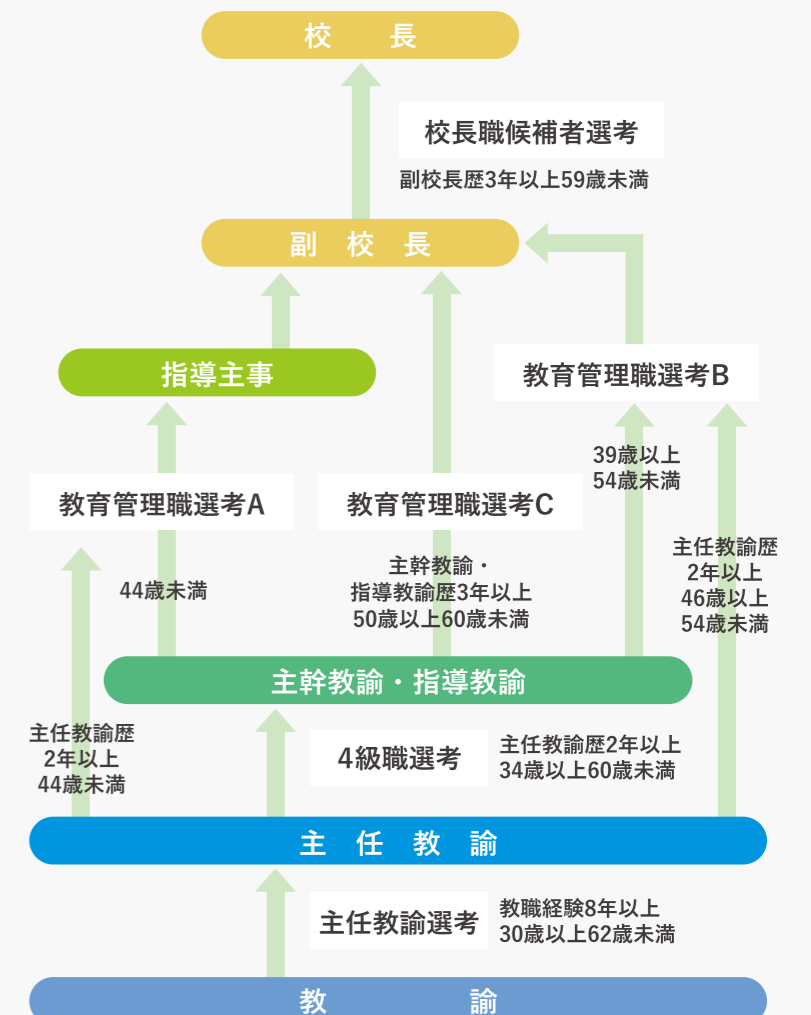 校　長
校長職候補者選考
副校長歴3年以上59歳未満
副　校　長
指導主事
教育管理職選考B
39歳以上
54歳未満
教育管理職選考A
教育管理職選考C
主任教諭歴
2年以上
46歳以上
54歳未満
44歳未満
主幹教諭・
指導教諭歴3年以上
50歳以上60歳未満
主幹教諭・指導教諭
主任教諭歴
2年以上
44歳未満
4級職選考
主任教諭歴2年以上
34歳以上60歳未満
主　任　教　諭
主任教諭選考
教職経験8年以上
30歳以上62歳未満
教　諭